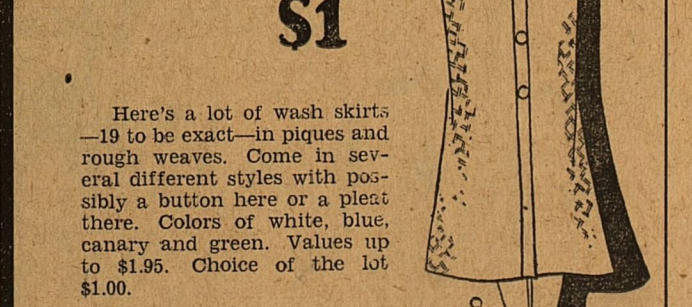 $1
Here's a lot of wash skirts
—19 to be exact—in piques and
rough weaves. Come in sev-
eral different styles with pos-
sibly a button here or a pleat
there. Colors of white, blue,
canary and green. Values up
to $1.95. Choice of the lot
$1.00.